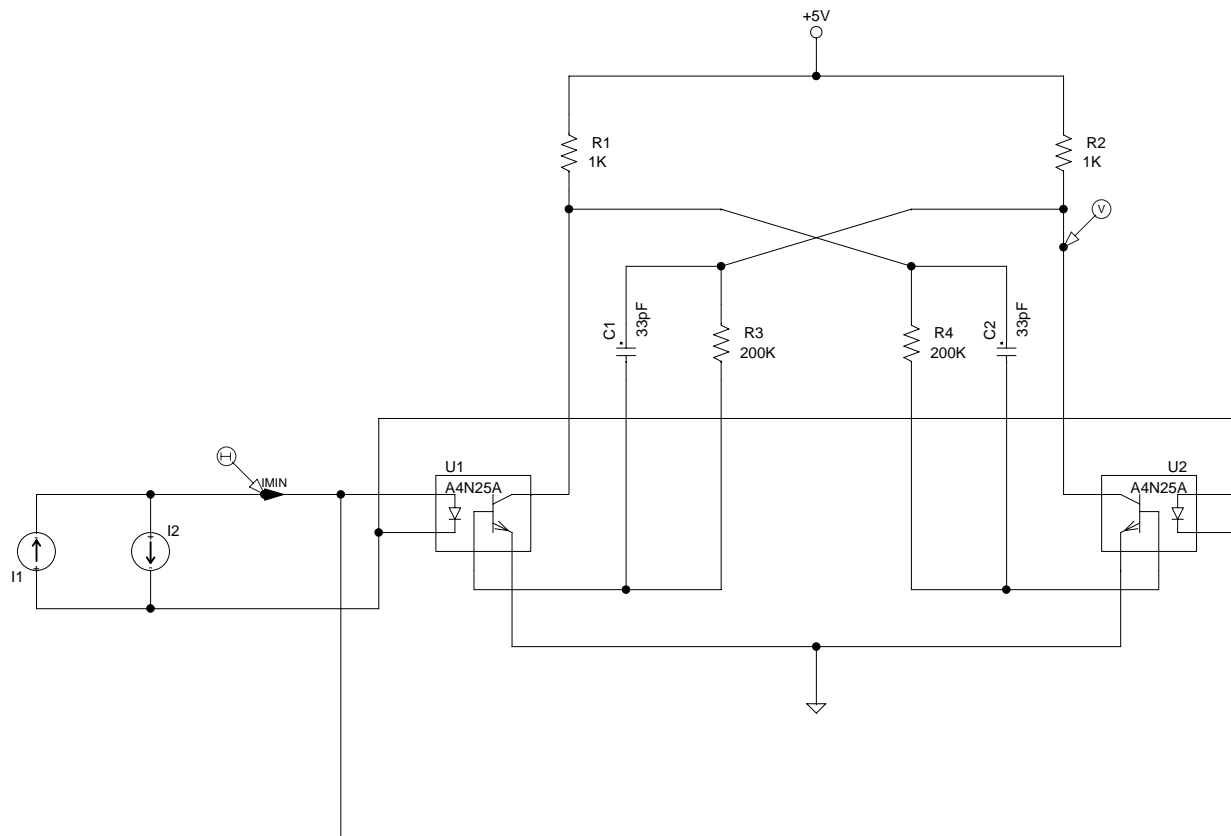 +5V
R1
1K
R2
1K
V
C1
33pF
R3
200K
R4
200K
C2
33pF
I
IMIN
U1
A4N25A
U2
A4N25A
I1
+
-
I2
+
-